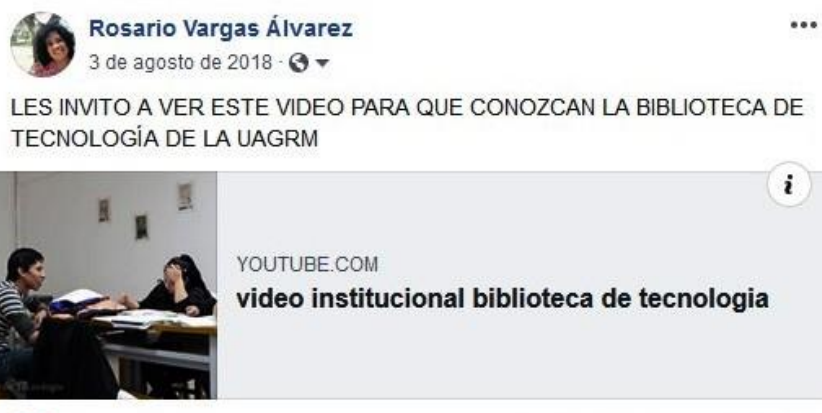 Rosario Vargas Álvarez
3 de agosto de 2018 ·
LES INVITO A VER ESTE VIDEO PARA QUE CONOZCAN LA BIBLIOTECA DE
TECNOLOGÍA DE LA UAGRM
i
YOUTUBE.COM
video institucional biblioteca de tecnologia